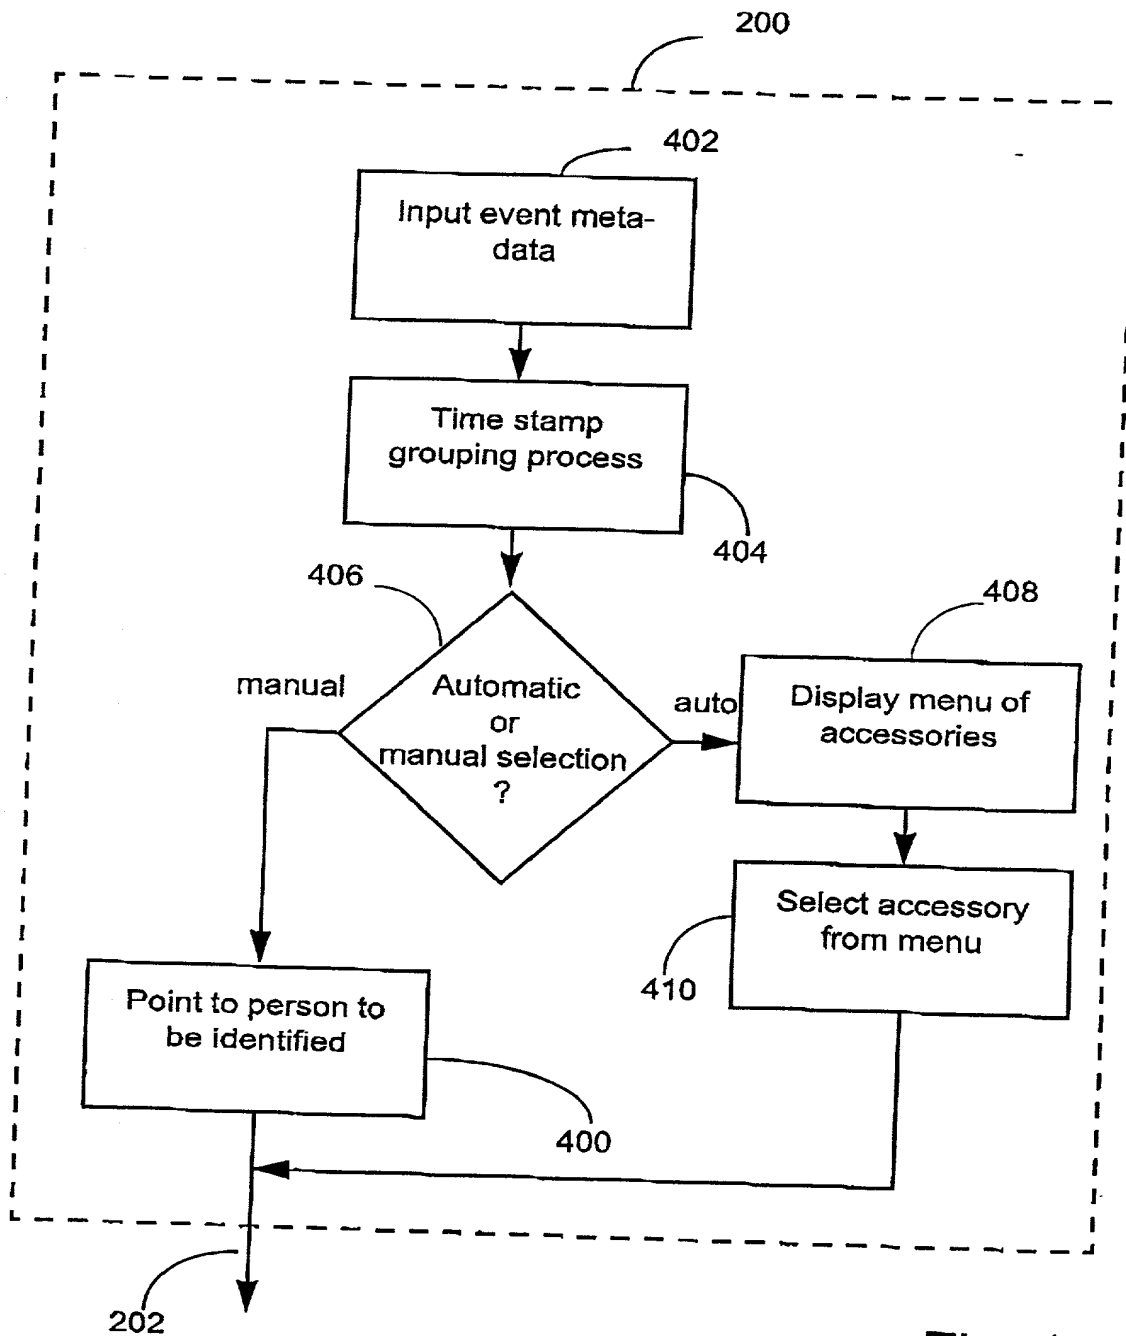 200
402
Input event meta-
data
Time stamp
grouping process
404
406
408
manual
Automatic
or
manual selection
?
auto
Display menu of
accessories
Select accessory
from menu
410
Point to person to
be identified
400
202